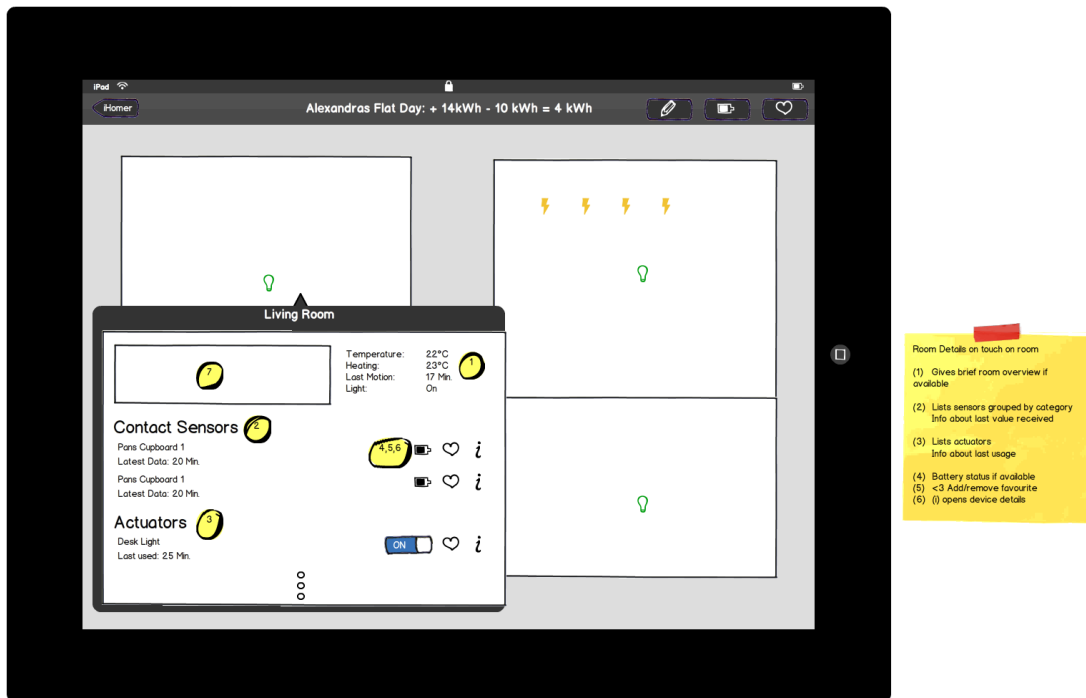 iPad
iHomer
Alexandras Flat Day: + 14kWh - 10 kWh = 4 kWh
Living Room
7
Temperature: 22°C
Heating: 23°C
Last Motion: 17 Min.
Light: On
1
Contact Sensors 2
Pans Cupboard 1
Latest Data: 20 Min.
4,5,6 i
Pans Cupboard 1
Latest Data: 20 Min.
i
Actuators 3
Desk Light
Last used: 25 Min.
ON i
Room Details on touch on room
(1) Gives brief room overview if
available
(2) Lists sensors grouped by category
Info about last value received
(3) Lists actuators
Info about last usage
(4) Battery status if available
(5) <3 Add/remove favourite
(6) (i) opens device details